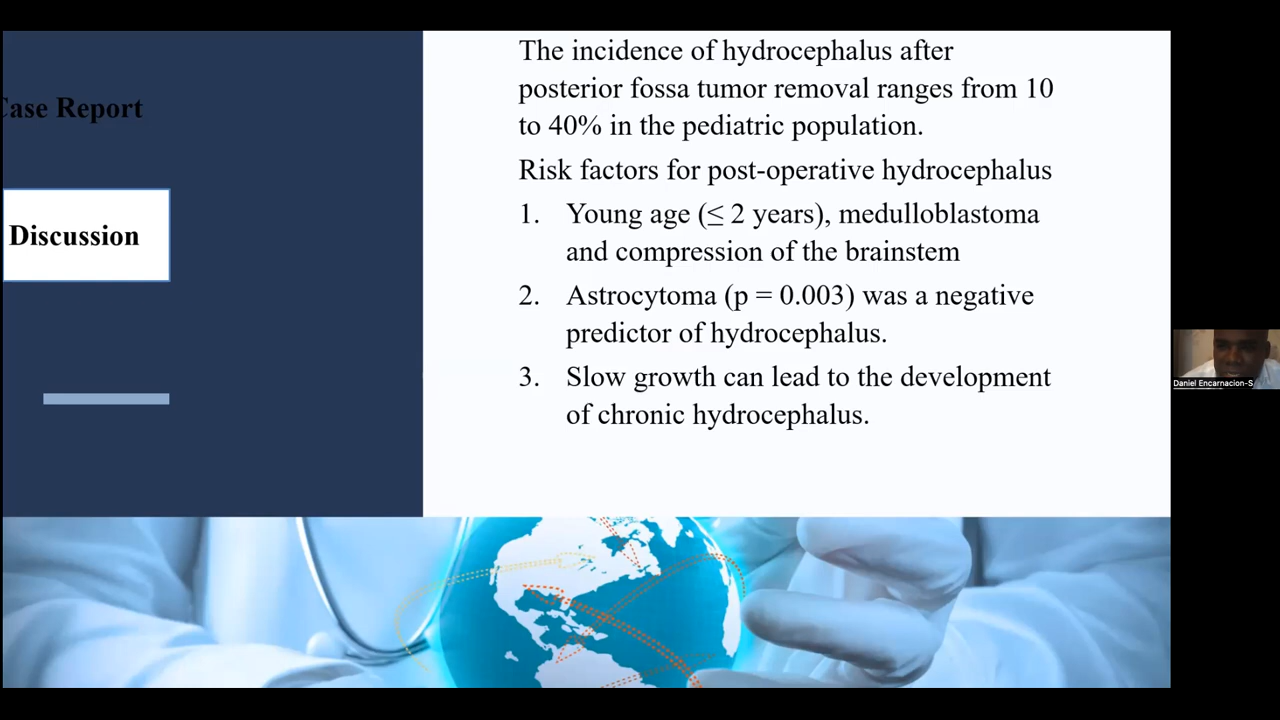 Case Report
Discussion
The incidence of hydrocephalus after
posterior fossa tumor removal ranges from 10
to 40% in the pediatric population.
Risk factors for post-operative hydrocephalus
1. Young age (≤ 2 years), medulloblastoma
and compression of the brainstem
2. Astrocytoma (p = 0.003) was a negative
predictor of hydrocephalus.
3. Slow growth can lead to the development
of chronic hydrocephalus.
Daniel Encarnacion-S